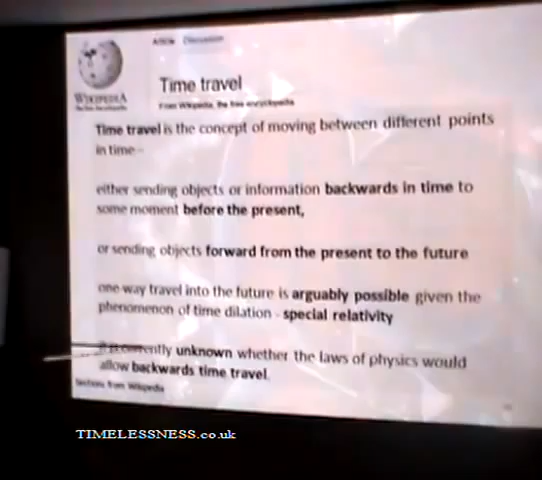 Article Discussion
WIKIPEDIA
The Free Encyclopedia
Time travel
From Wikipedia, the free encyclopedia
Time travel is the concept of moving between different points
in time –
either sending objects or information backwards in time to
some moment before the present,
or sending objects forward from the present to the future
one-way travel into the future is arguably possible given the
phenomenon of time dilation - special relativity
it is currently unknown whether the laws of physics would
allow backwards time travel.
Sections from Wikipedia
TIMELESSNESS.co.uk